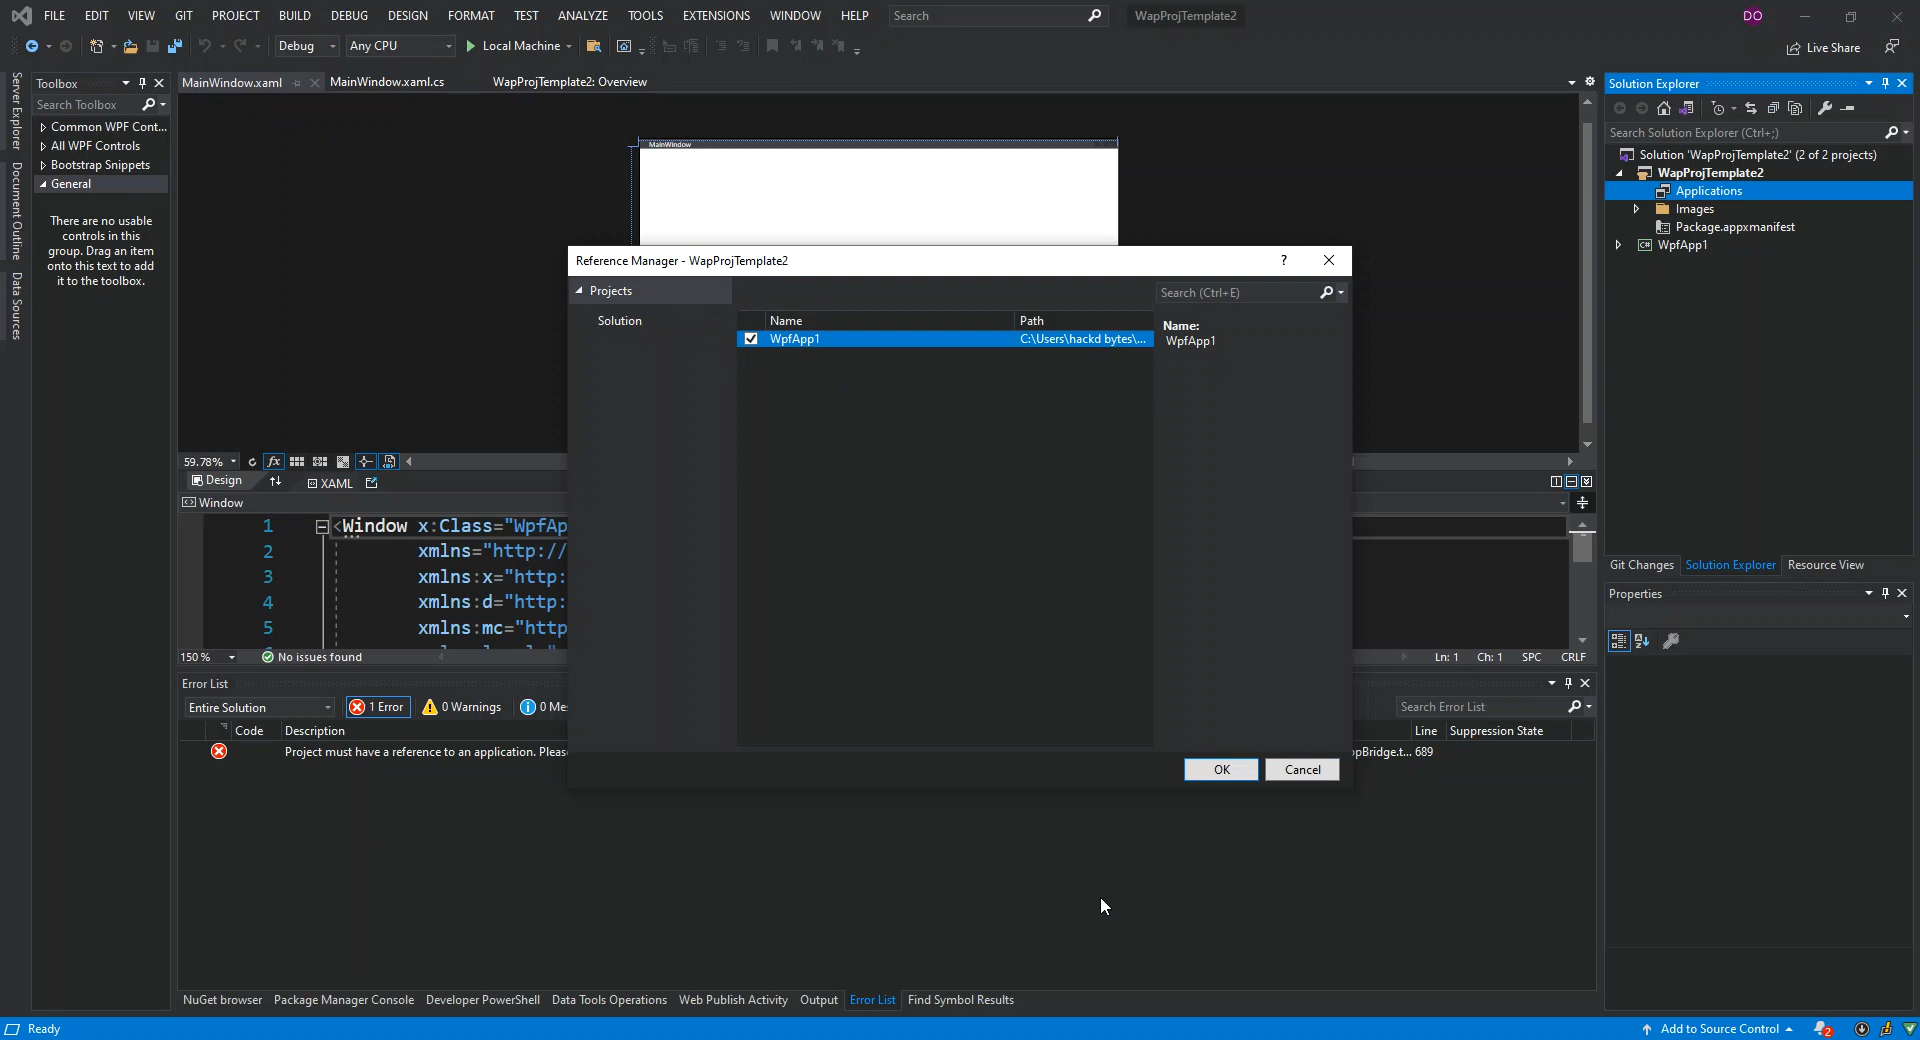 FILE EDIT VIEW GIT PROJECT BUILD DEBUG DESIGN FORMAT TEST ANALYZE TOOLS EXTENSIONS WINDOW HELP Search WapProjTemplate2 DO
Debug Any CPU Local Machine Live Share
Server Explorer
Document Outline
Data Sources
Toolbox
Search Toolbox
Common WPF Cont...
All WPF Controls
Bootstrap Snippets
General
There are no usable
controls in this
group. Drag an item
onto this text to add
it to the toolbox.
MainWindow.xaml MainWindow.xaml.cs WapProjTemplate2: Overview
MainWindow
Reference Manager - WapProjTemplate2 ?
Projects
Solution
Search (Ctrl+E)
Name Path
WpfApp1 C:\Users\hackd bytes\...
Name:
WpfApp1
OK Cancel
59.78% fx
Design XAML
Window
1 <Window x:Class="WpfAp
2 xmlns="http://
3 xmlns:x="http:
4 xmlns:d="http:
5 xmlns:mc="http
150 % No issues found Ln: 1 Ch: 1 SPC CRLF
Error List
Entire Solution 1 Error 0 Warnings 0 Me Search Error List
Code Description Line Suppression State
Project must have a reference to an application. Pleas pBridge.t... 689
NuGet browser Package Manager Console Developer PowerShell Data Tools Operations Web Publish Activity Output Error List Find Symbol Results
Solution Explorer
Search Solution Explorer (Ctrl+;)
Solution 'WapProjTemplate2' (2 of 2 projects)
WapProjTemplate2
Applications
Images
Package.appxmanifest
C# WpfApp1
Git Changes Solution Explorer Resource View
Properties
Ready Add to Source Control 2